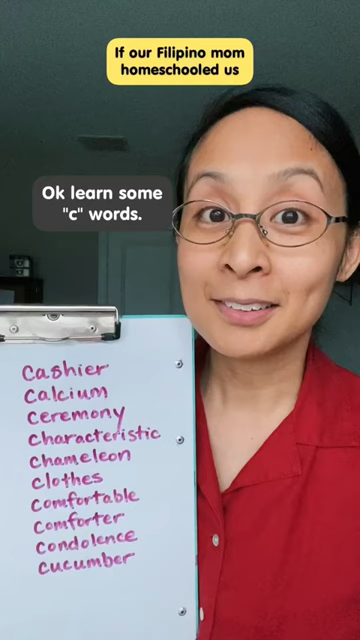 If our Filipino mom
homeschooled us
Ok learn some
"c" words.
cashier
calcium
ceremony
characteristic
chameleon
clothes
comfortable
comforter
condolence
cucumber